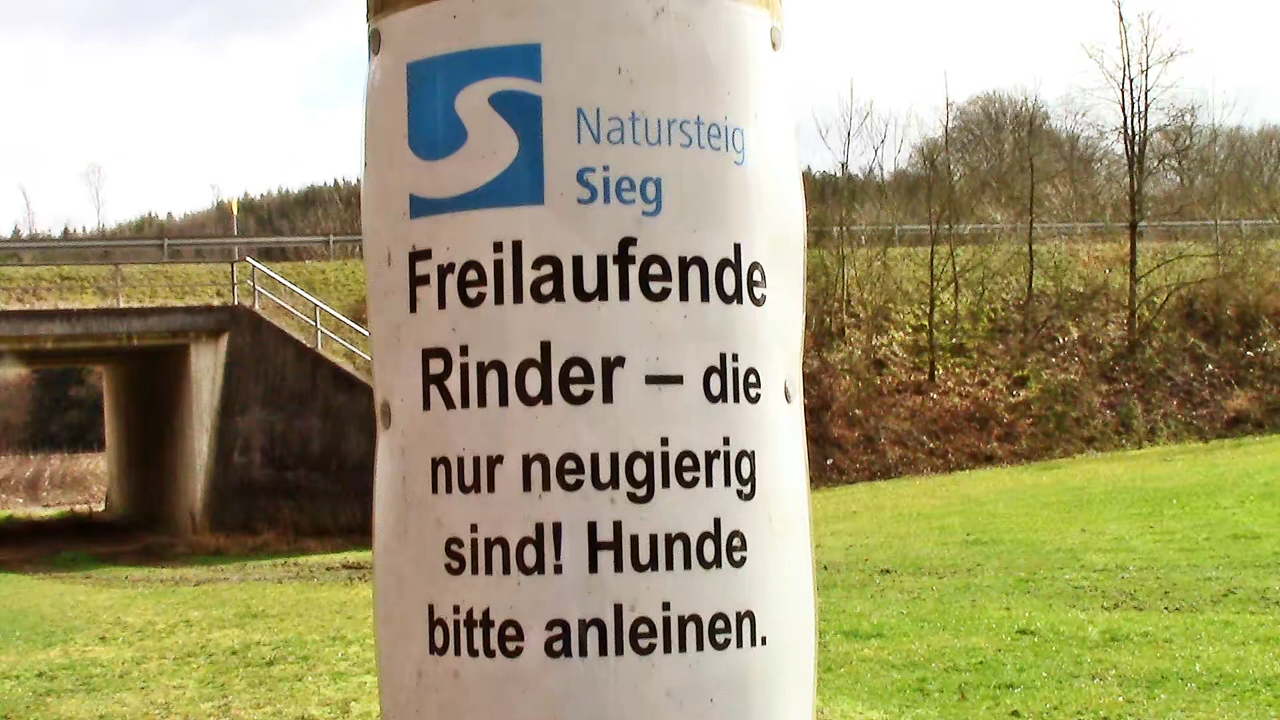 Natursteig
Sieg
Freilaufende
Rinder – die
nur neugierig
sind! Hunde
bitte anleinen.